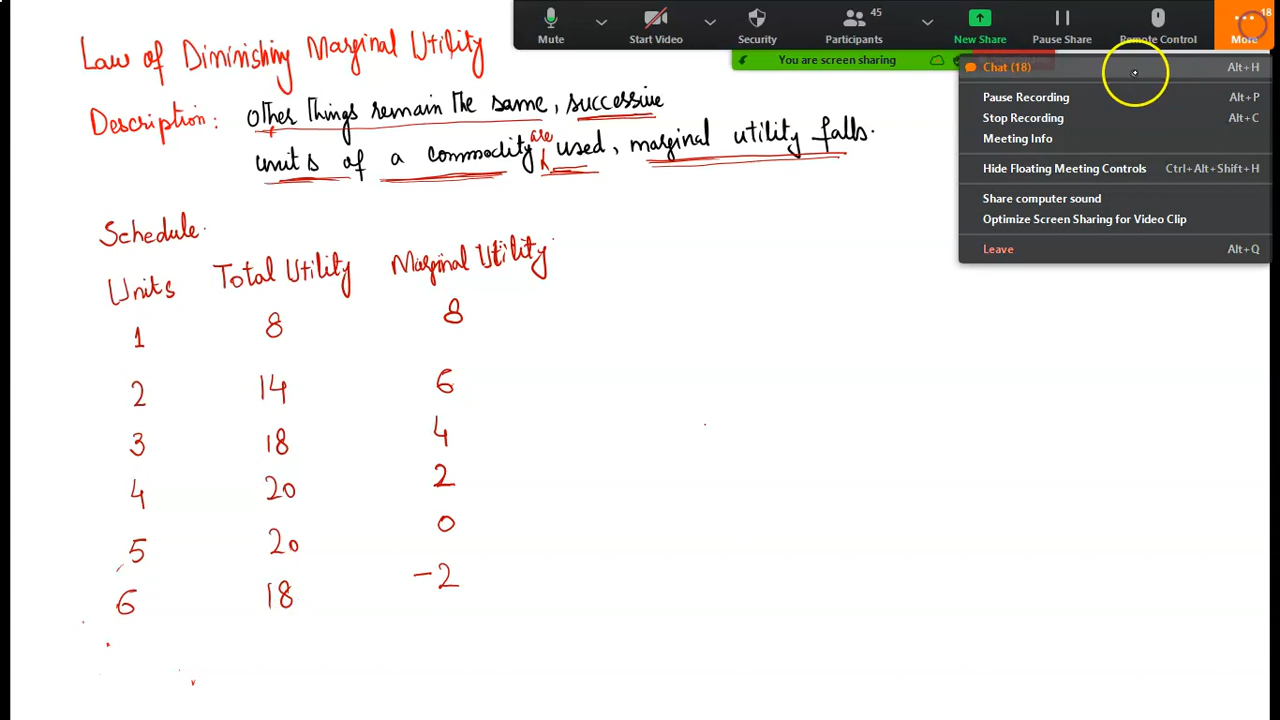 Law of Diminishing Marginal Utility
Description: other things remain the same, successive
units of a commodity are used, marginal utility falls.
Schedule.
Units Total Utility Marginal Utility
1 8 8
2 14 6
3 18 4
4 20 2
5 20 0
6 18 -2
45 18
Mute Start Video Security Participants New Share Pause Share Remote Control More
You are screen sharing
Chat (18) Alt+H
Pause Recording Alt+P
Stop Recording Alt+C
Meeting Info
Hide Floating Meeting Controls Ctrl+Alt+Shift+H
Share computer sound
Optimize Screen Sharing for Video Clip
Leave Alt+Q